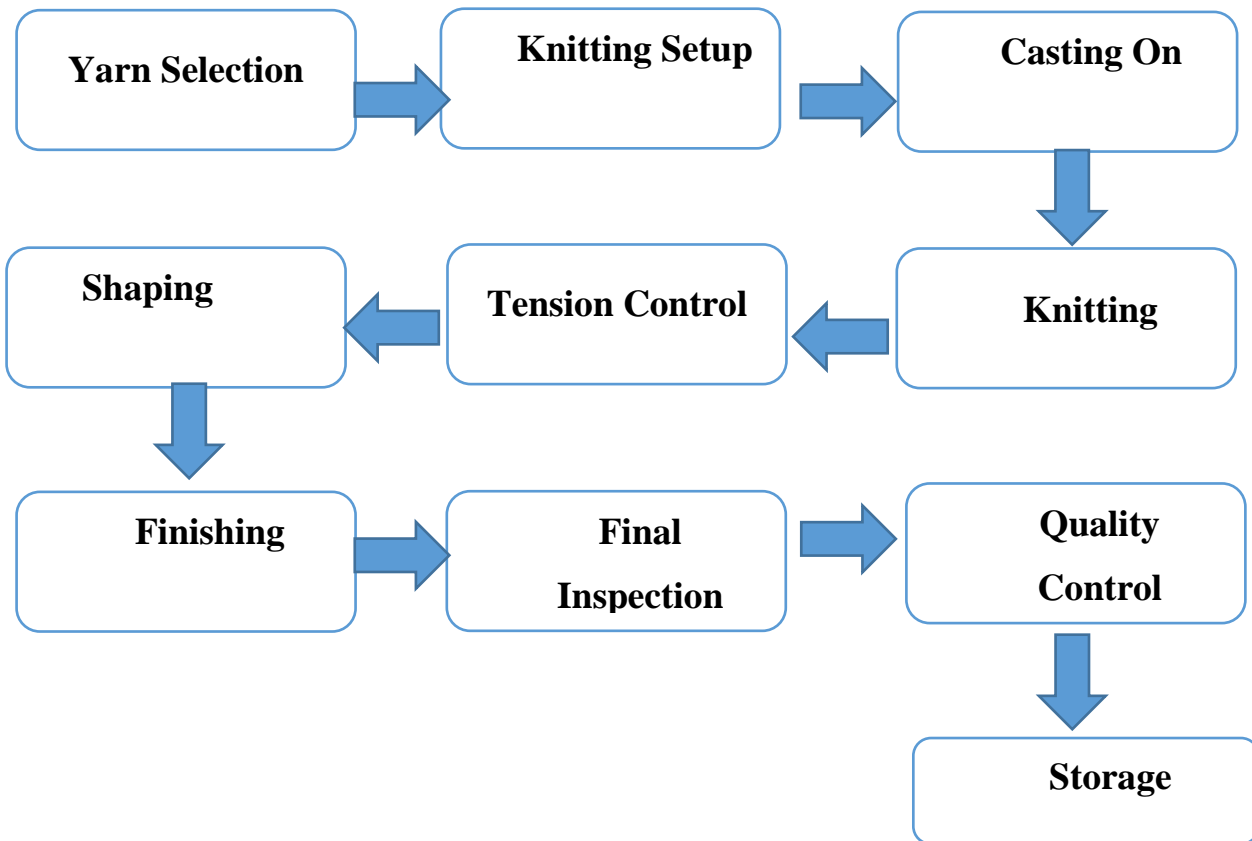 Yarn Selection
Knitting Setup
Casting On
Knitting
Tension Control
Shaping
Finishing
Final
Inspection
Quality
Control
Storage